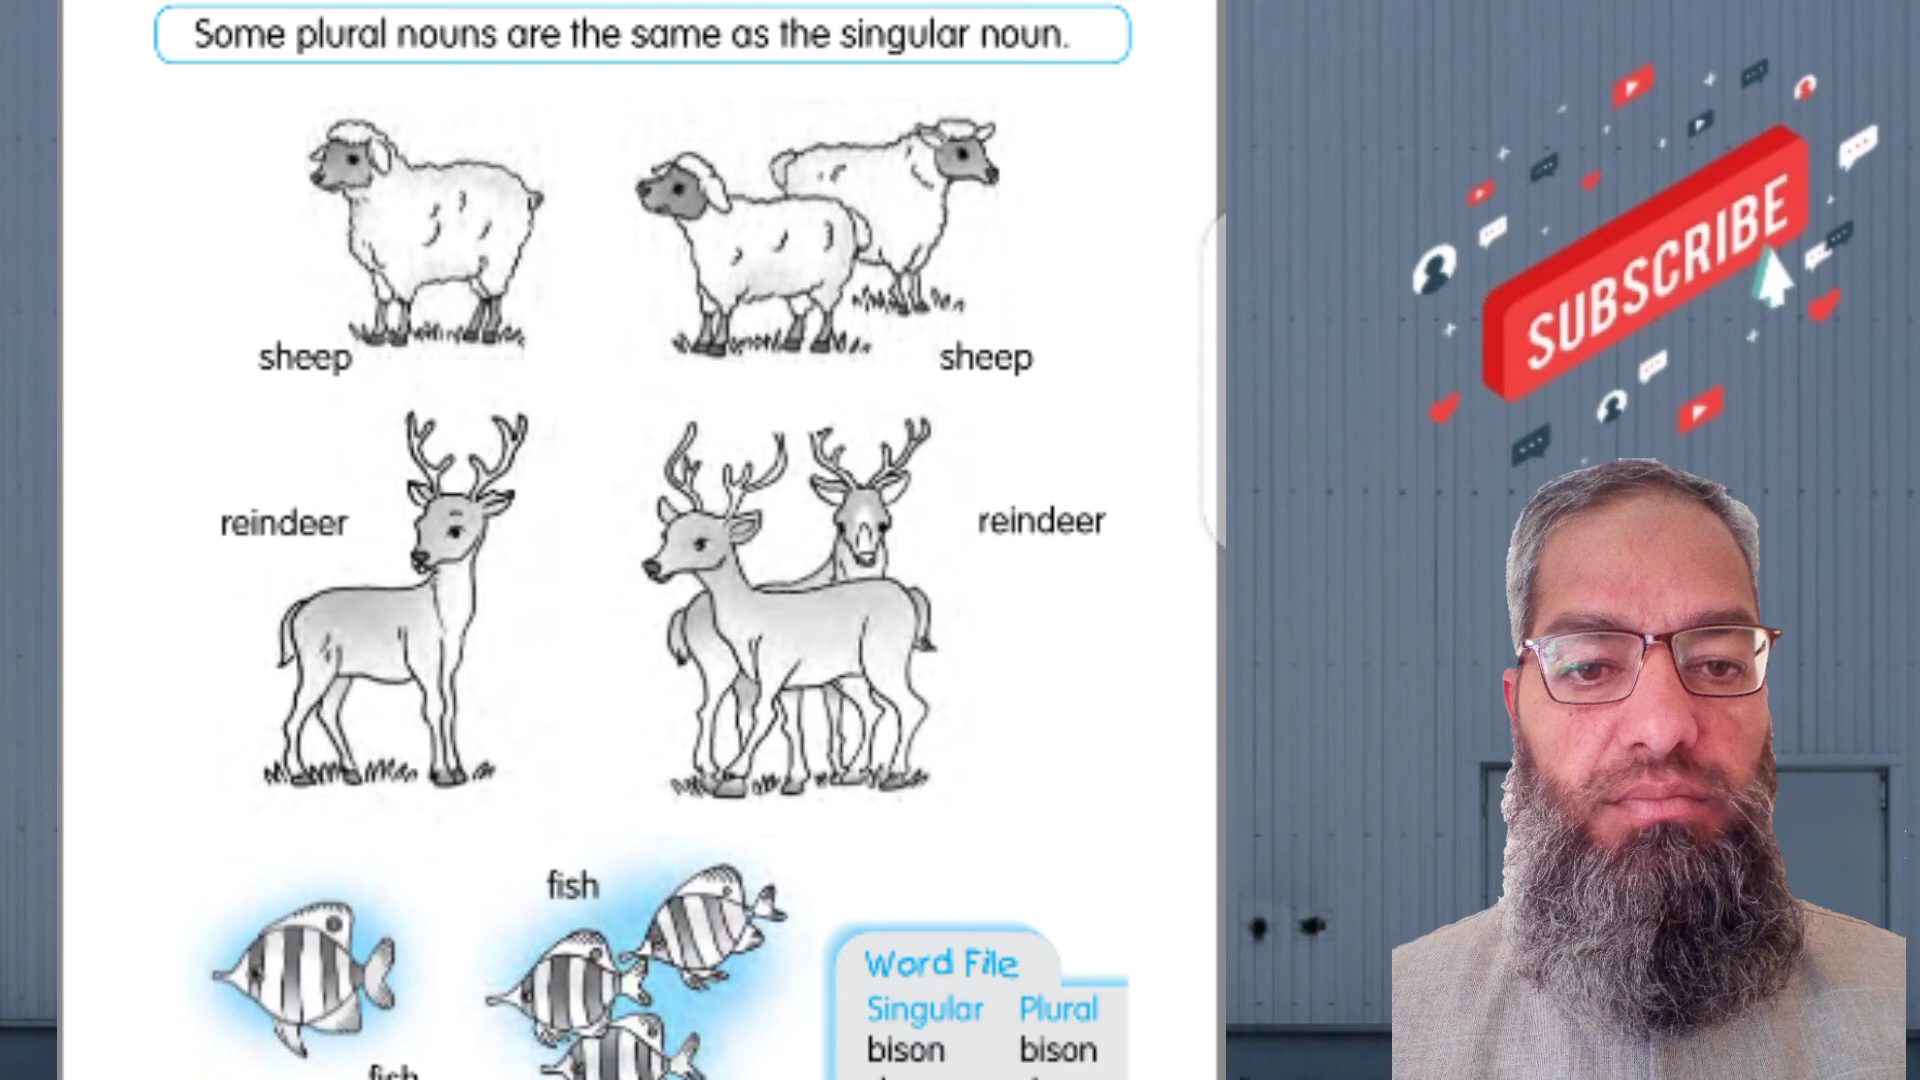 Some plural nouns are the same as the singular noun.
sheep
sheep
reindeer
reindeer
fish
fish
Word File
Singular Plural
bison bison
SUBSCRIBE